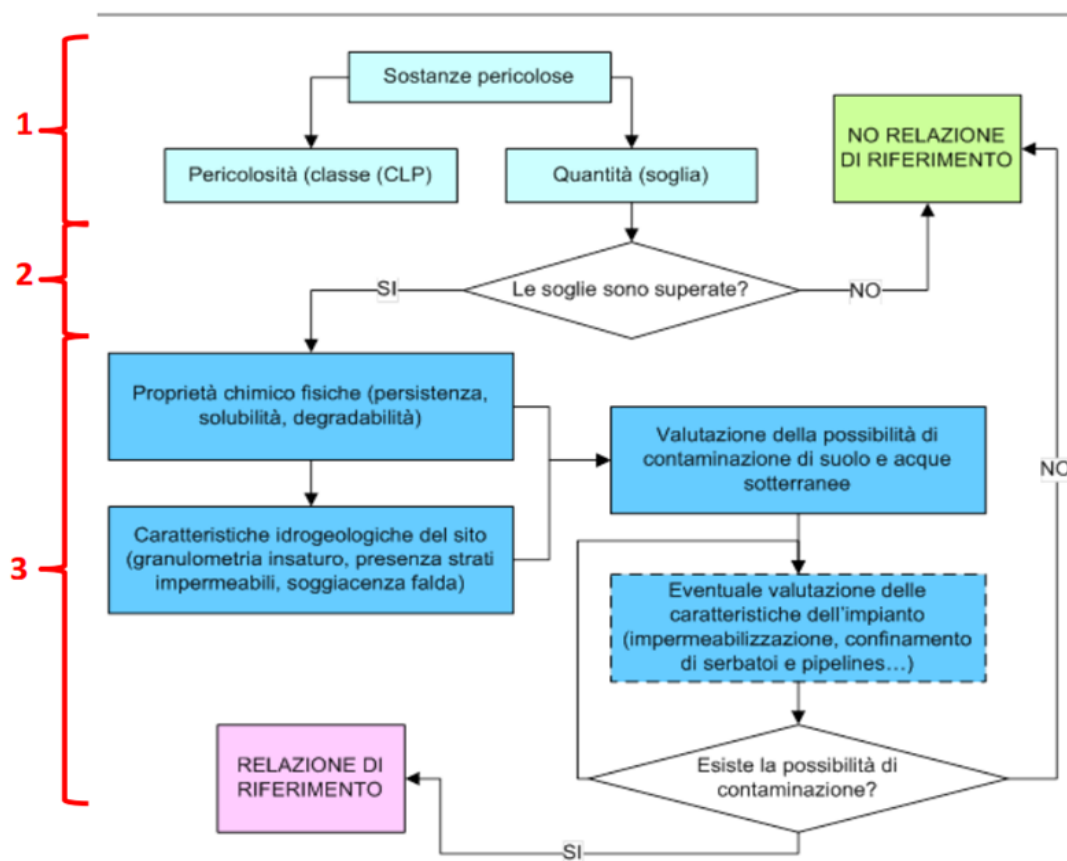 1
Sostanze pericolose
Pericolosità (classe (CLP)
Quantità (soglia)
NO RELAZIONE
DI RIFERIMENTO
2
Le soglie sono superate?
SI
NO
3
Proprietà chimico fisiche (persistenza,
solubilità, degradabilità)
Caratteristiche idrogeologiche del sito
(granulometria insaturo, presenza strati
impermeabili, soggiacenza falda)
Valutazione della possibilità di
contaminazione di suolo e acque
sotterranee
NO
Eventuale valutazione delle
caratteristiche dell'impianto
(impermeabilizzazione, confinamento
di serbatoi e pipelines…)
Esiste la possibilità di
contaminazione?
SI
RELAZIONE DI
RIFERIMENTO